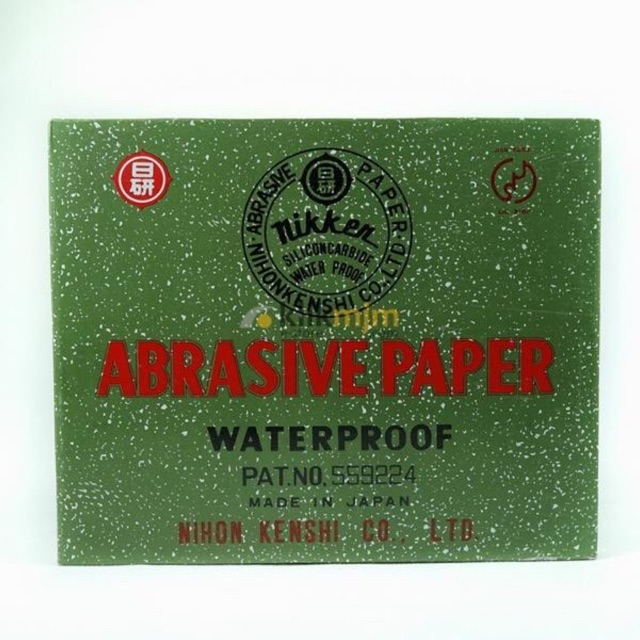 日研
ABRASIVE PAPER
日研
nikken
SILICONCARBIDE
WATER PROOF
NIHONKENSHI CO., LTD
ABRASIVE PAPER
WATERPROOF
PAT.NO. 559224
MADE IN JAPAN
NIHON KENSHI CO., LTD.